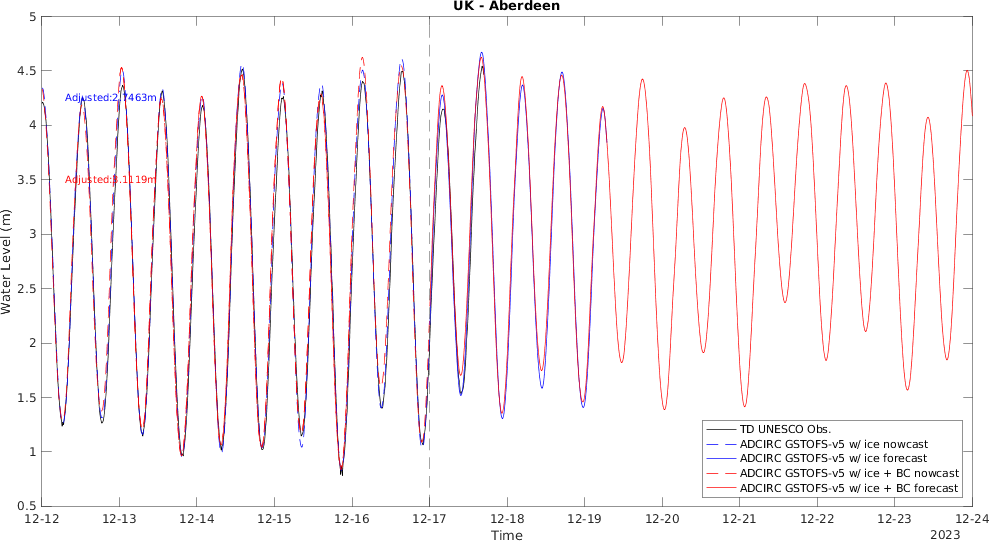 UK - Aberdeen
5
4.5
4
3.5
3
2.5
2
1.5
1
0.5
Water Level (m)
Adjusted:2.7463m
Adjusted:3.1119m
TD UNESCO Obs.
ADCIRC GSTOFS-v5 w/ ice nowcast
ADCIRC GSTOFS-v5 w/ ice forecast
ADCIRC GSTOFS-v5 w/ ice + BC nowcast
ADCIRC GSTOFS-v5 w/ ice + BC forecast
12-12 12-13 12-14 12-15 12-16 12-17 12-18 12-19 12-20 12-21 12-22 12-23 12-24
Time
2023